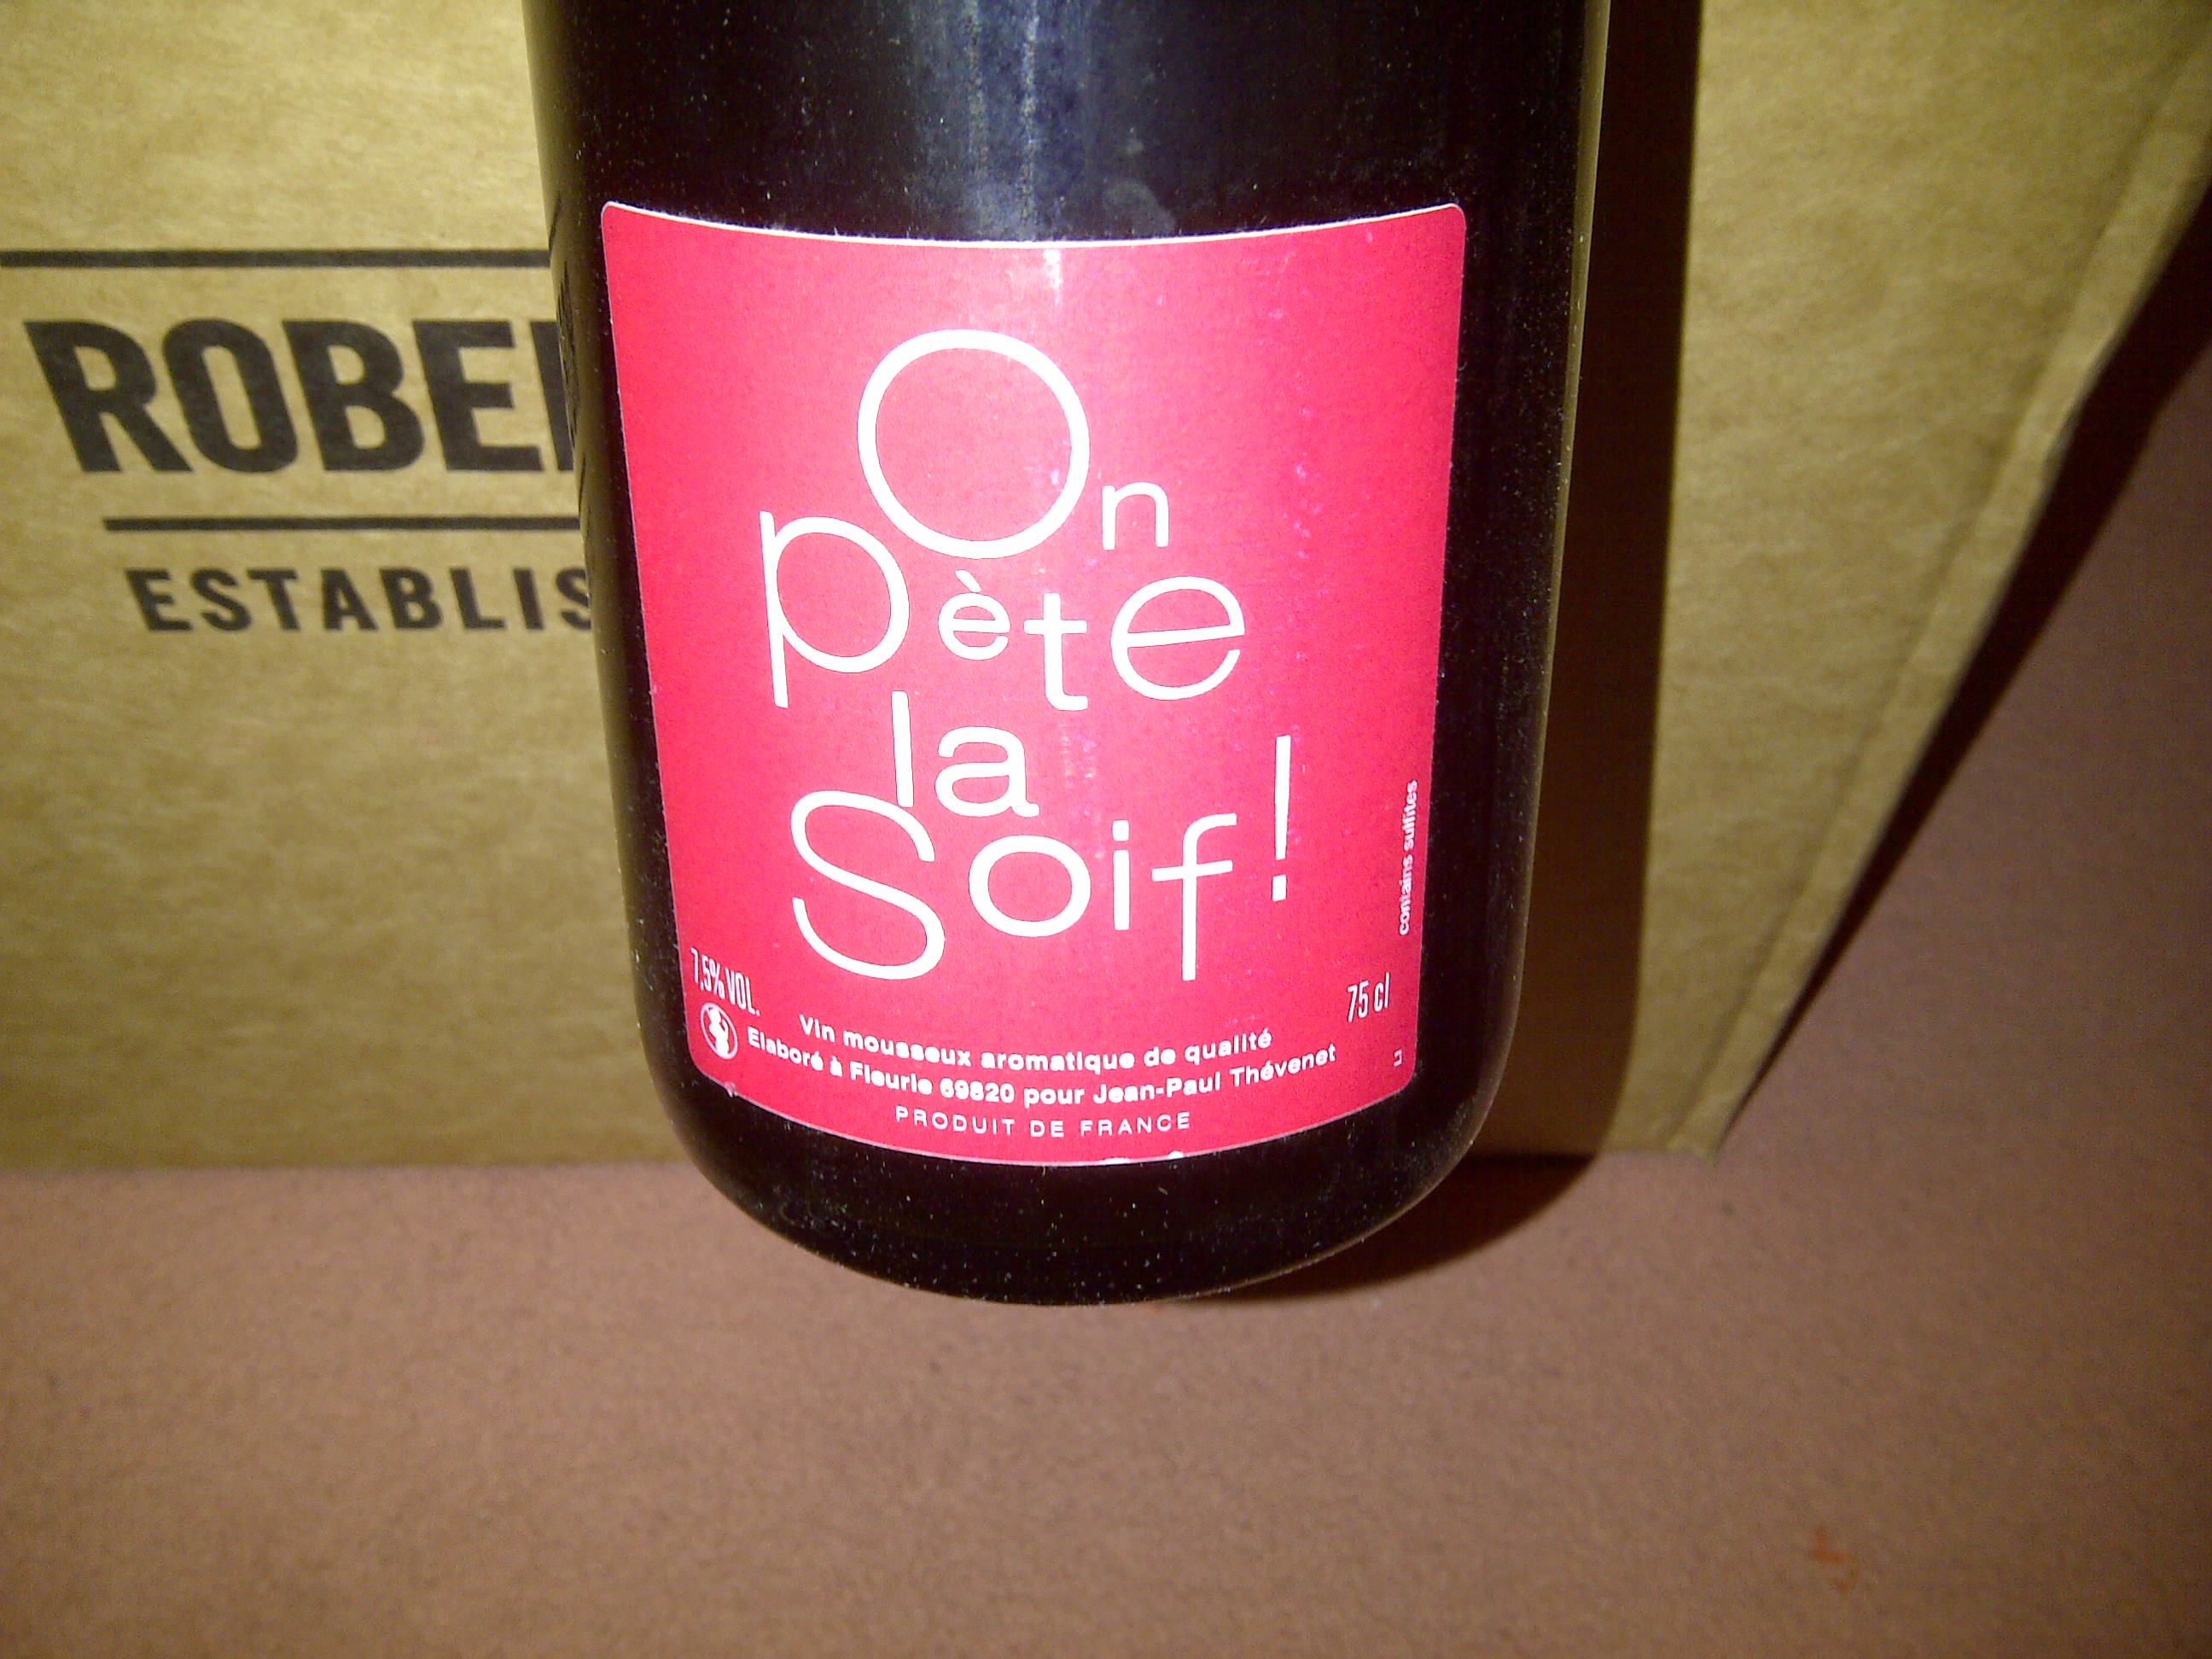 ROBE
ESTABLIS
On
pète
la
Soif!
contains sulfites
7,5% VOL.
75 cl
Vin mousseux aromatique de qualité
Elaboré à Fleurie 69820 pour Jean-Paul Thévenet
PRODUIT DE FRANCE